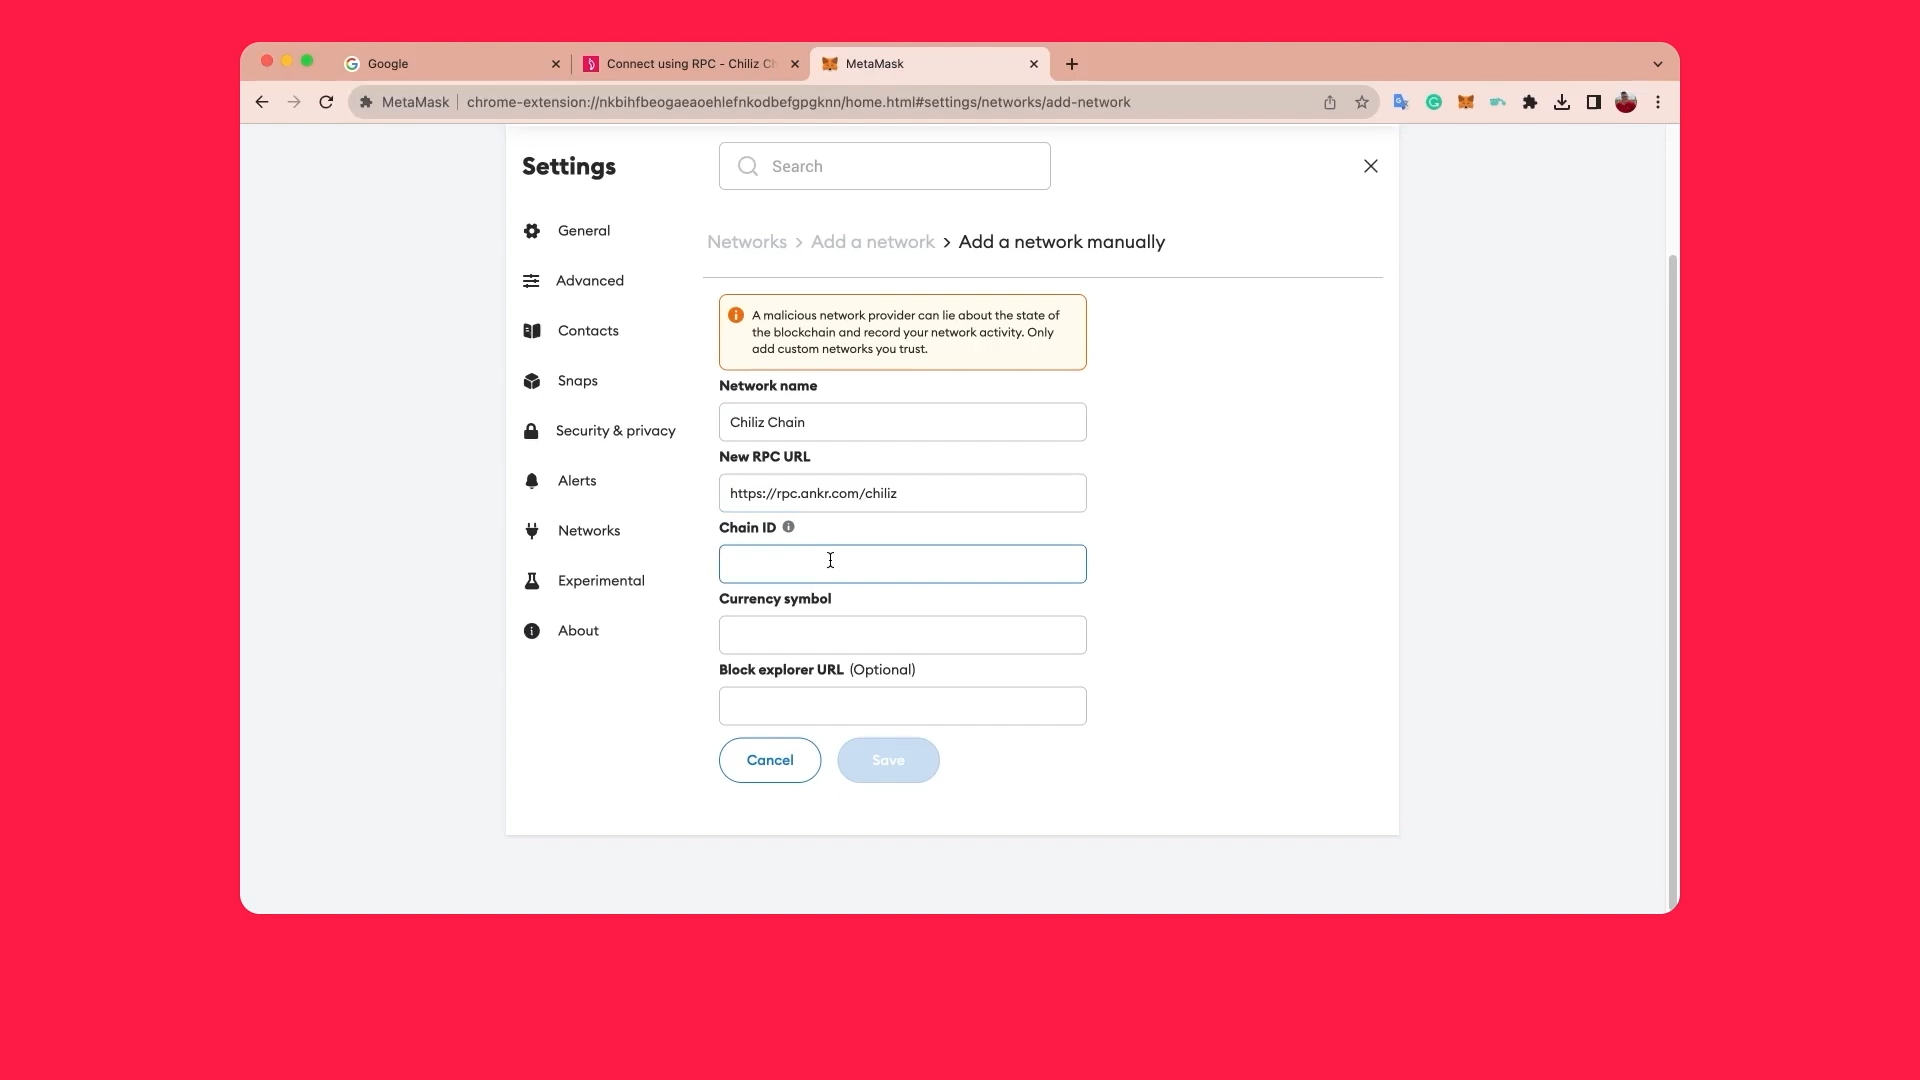 Google
Connect using RPC - Chiliz Ch
MetaMask
MetaMask
chrome-extension://nkbihfbeogaeaoehlefnkodbefgpgknn/home.html#settings/networks/add-network
Settings
Search
General
Advanced
Contacts
Snaps
Security & privacy
Alerts
Networks
Experimental
About
Networks > Add a network > Add a network manually
A malicious network provider can lie about the state of
the blockchain and record your network activity. Only
add custom networks you trust.
Network name
Chiliz Chain
New RPC URL
https://rpc.ankr.com/chiliz
Chain ID
Currency symbol
Block explorer URL (Optional)
Cancel
Save